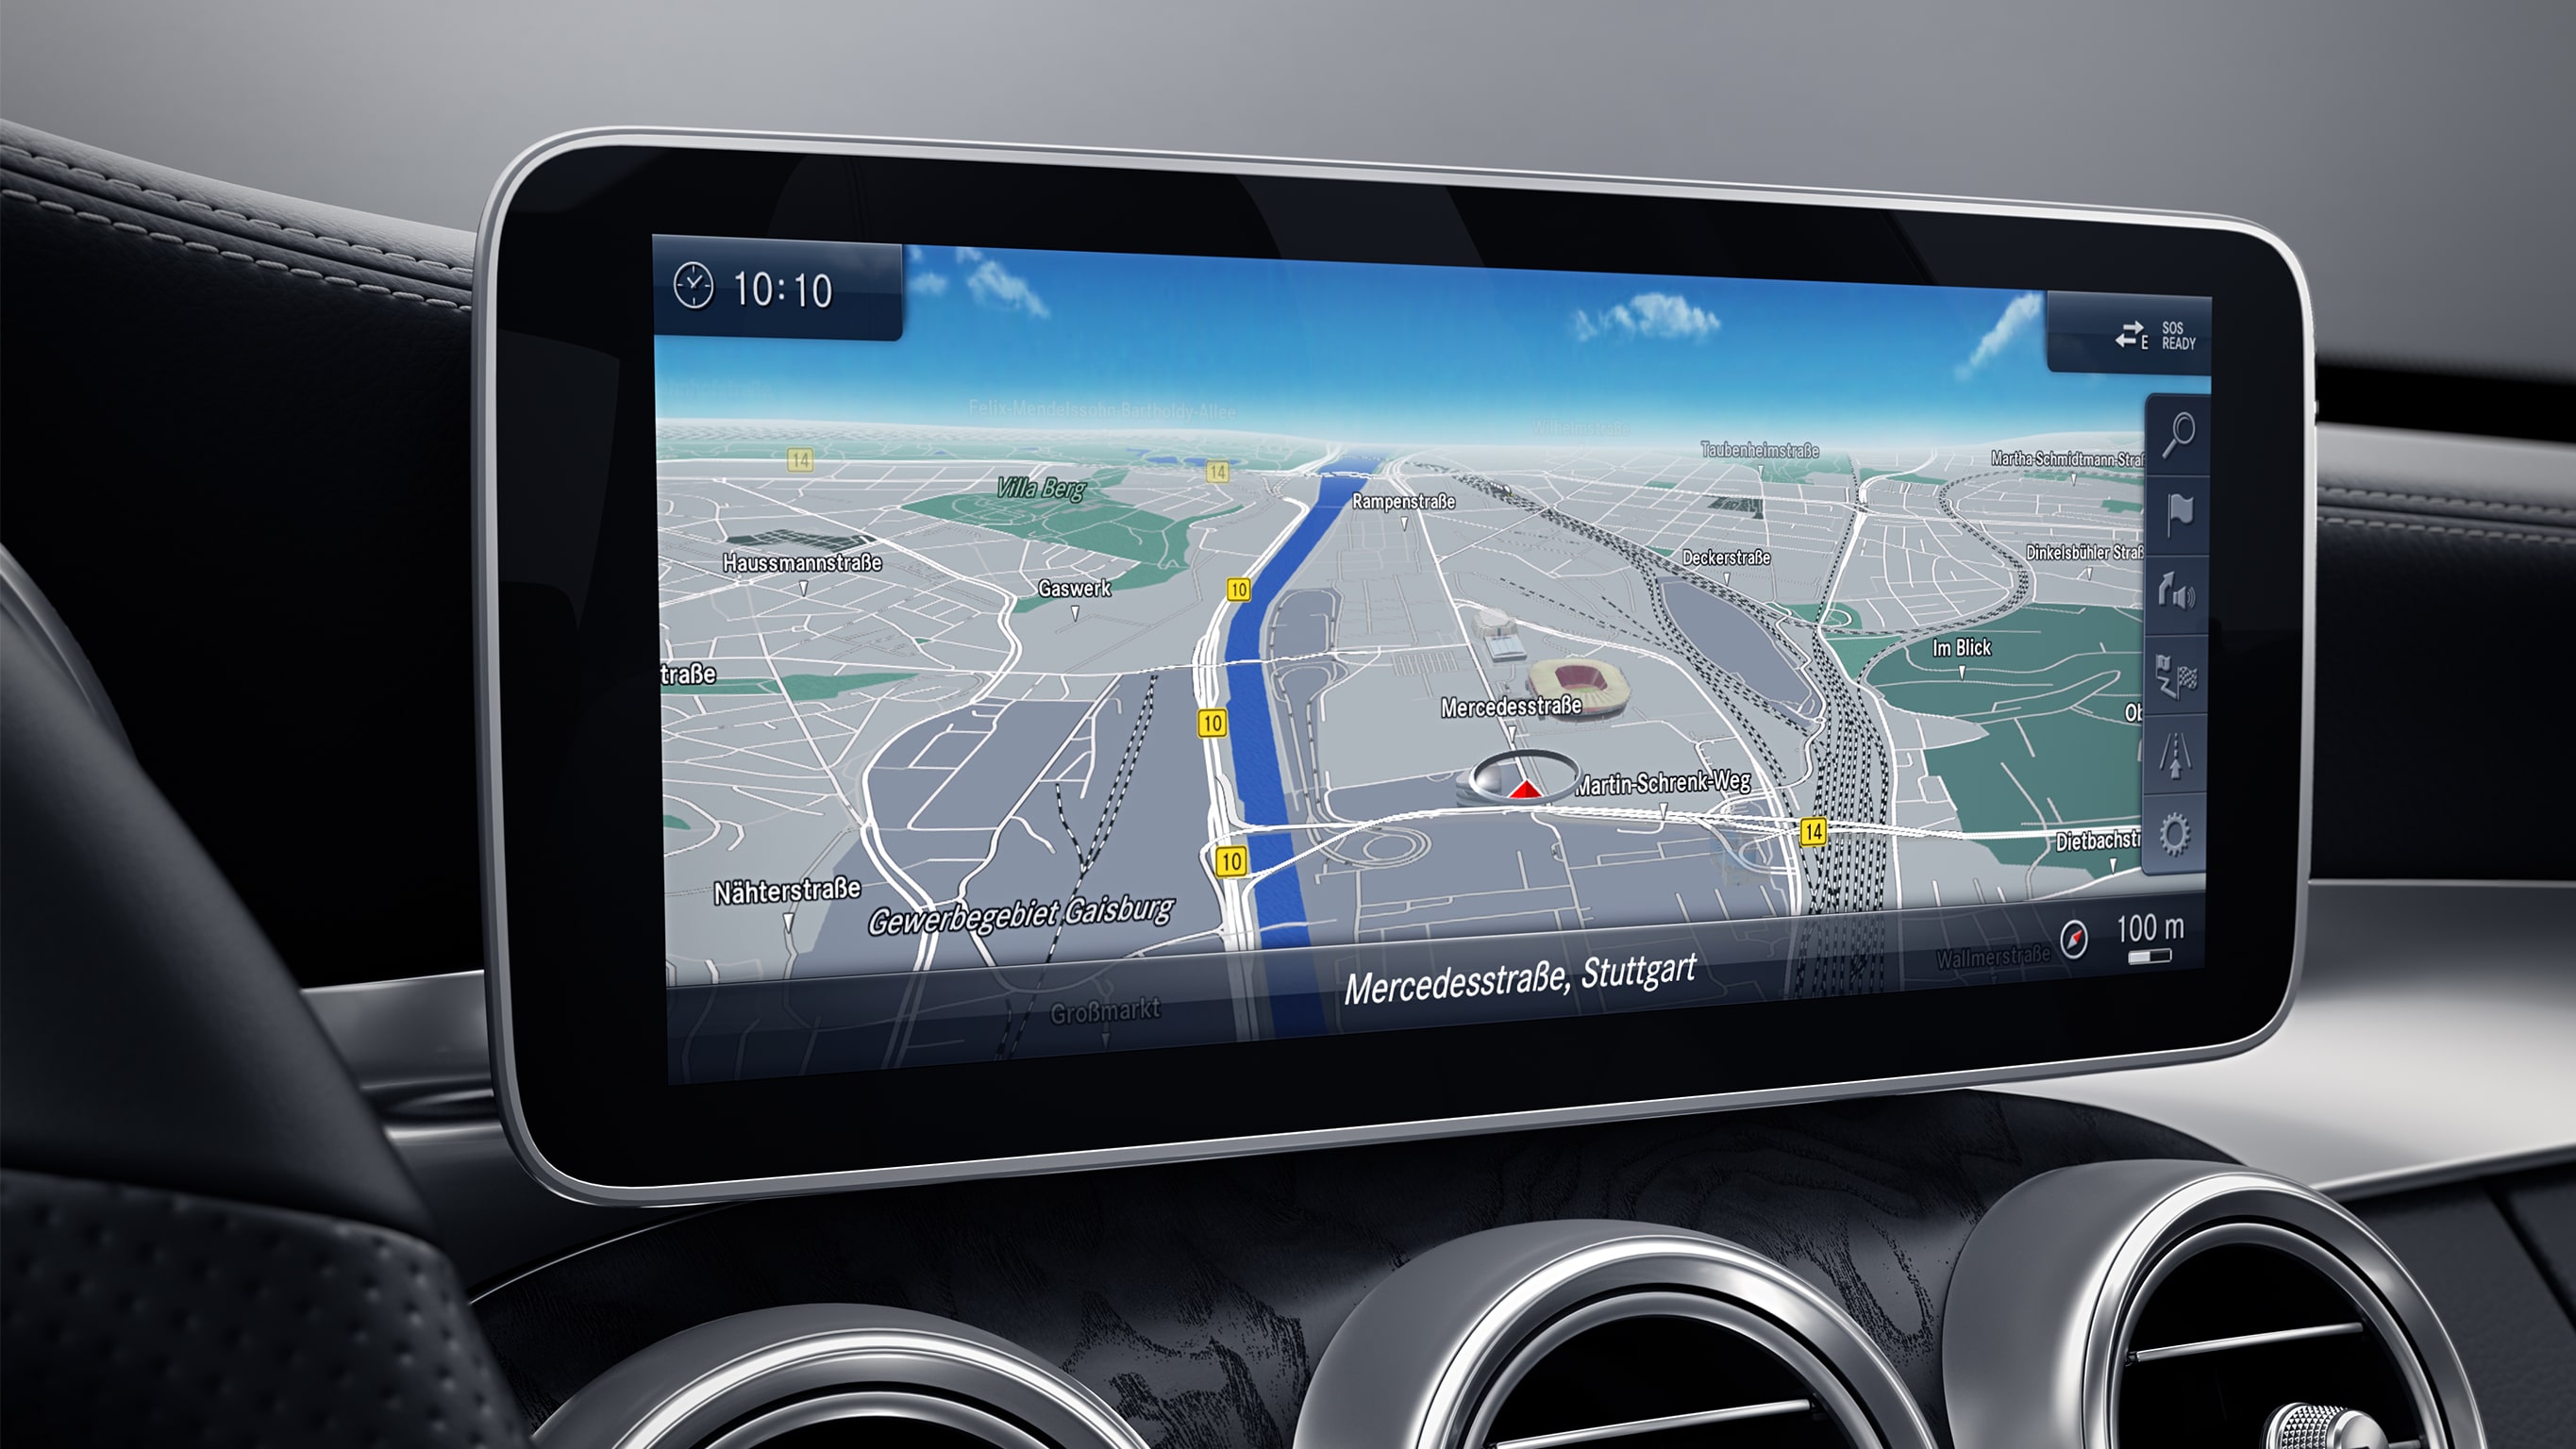 10:10
E SOS
READY
Felix-Mendelssohn-Bartholdy-Allee
Wilhelmstraße
14
14
Taubenheimstraße
Martha-Schmidtmann-Straß
Villa Berg
Rampenstraße
Haussmannstraße
Deckerstraße
Dinkelsbühler Straß
Gaswerk
10
Im Blick
traße
Mercedesstraße
10
Ob
Martin-Schrenk-Weg
14
Dietbachstr
10
Nähterstraße
Gewerbegebiet Gaisburg
100 m
Wallmerstraße
Mercedesstraße, Stuttgart
Großmarkt